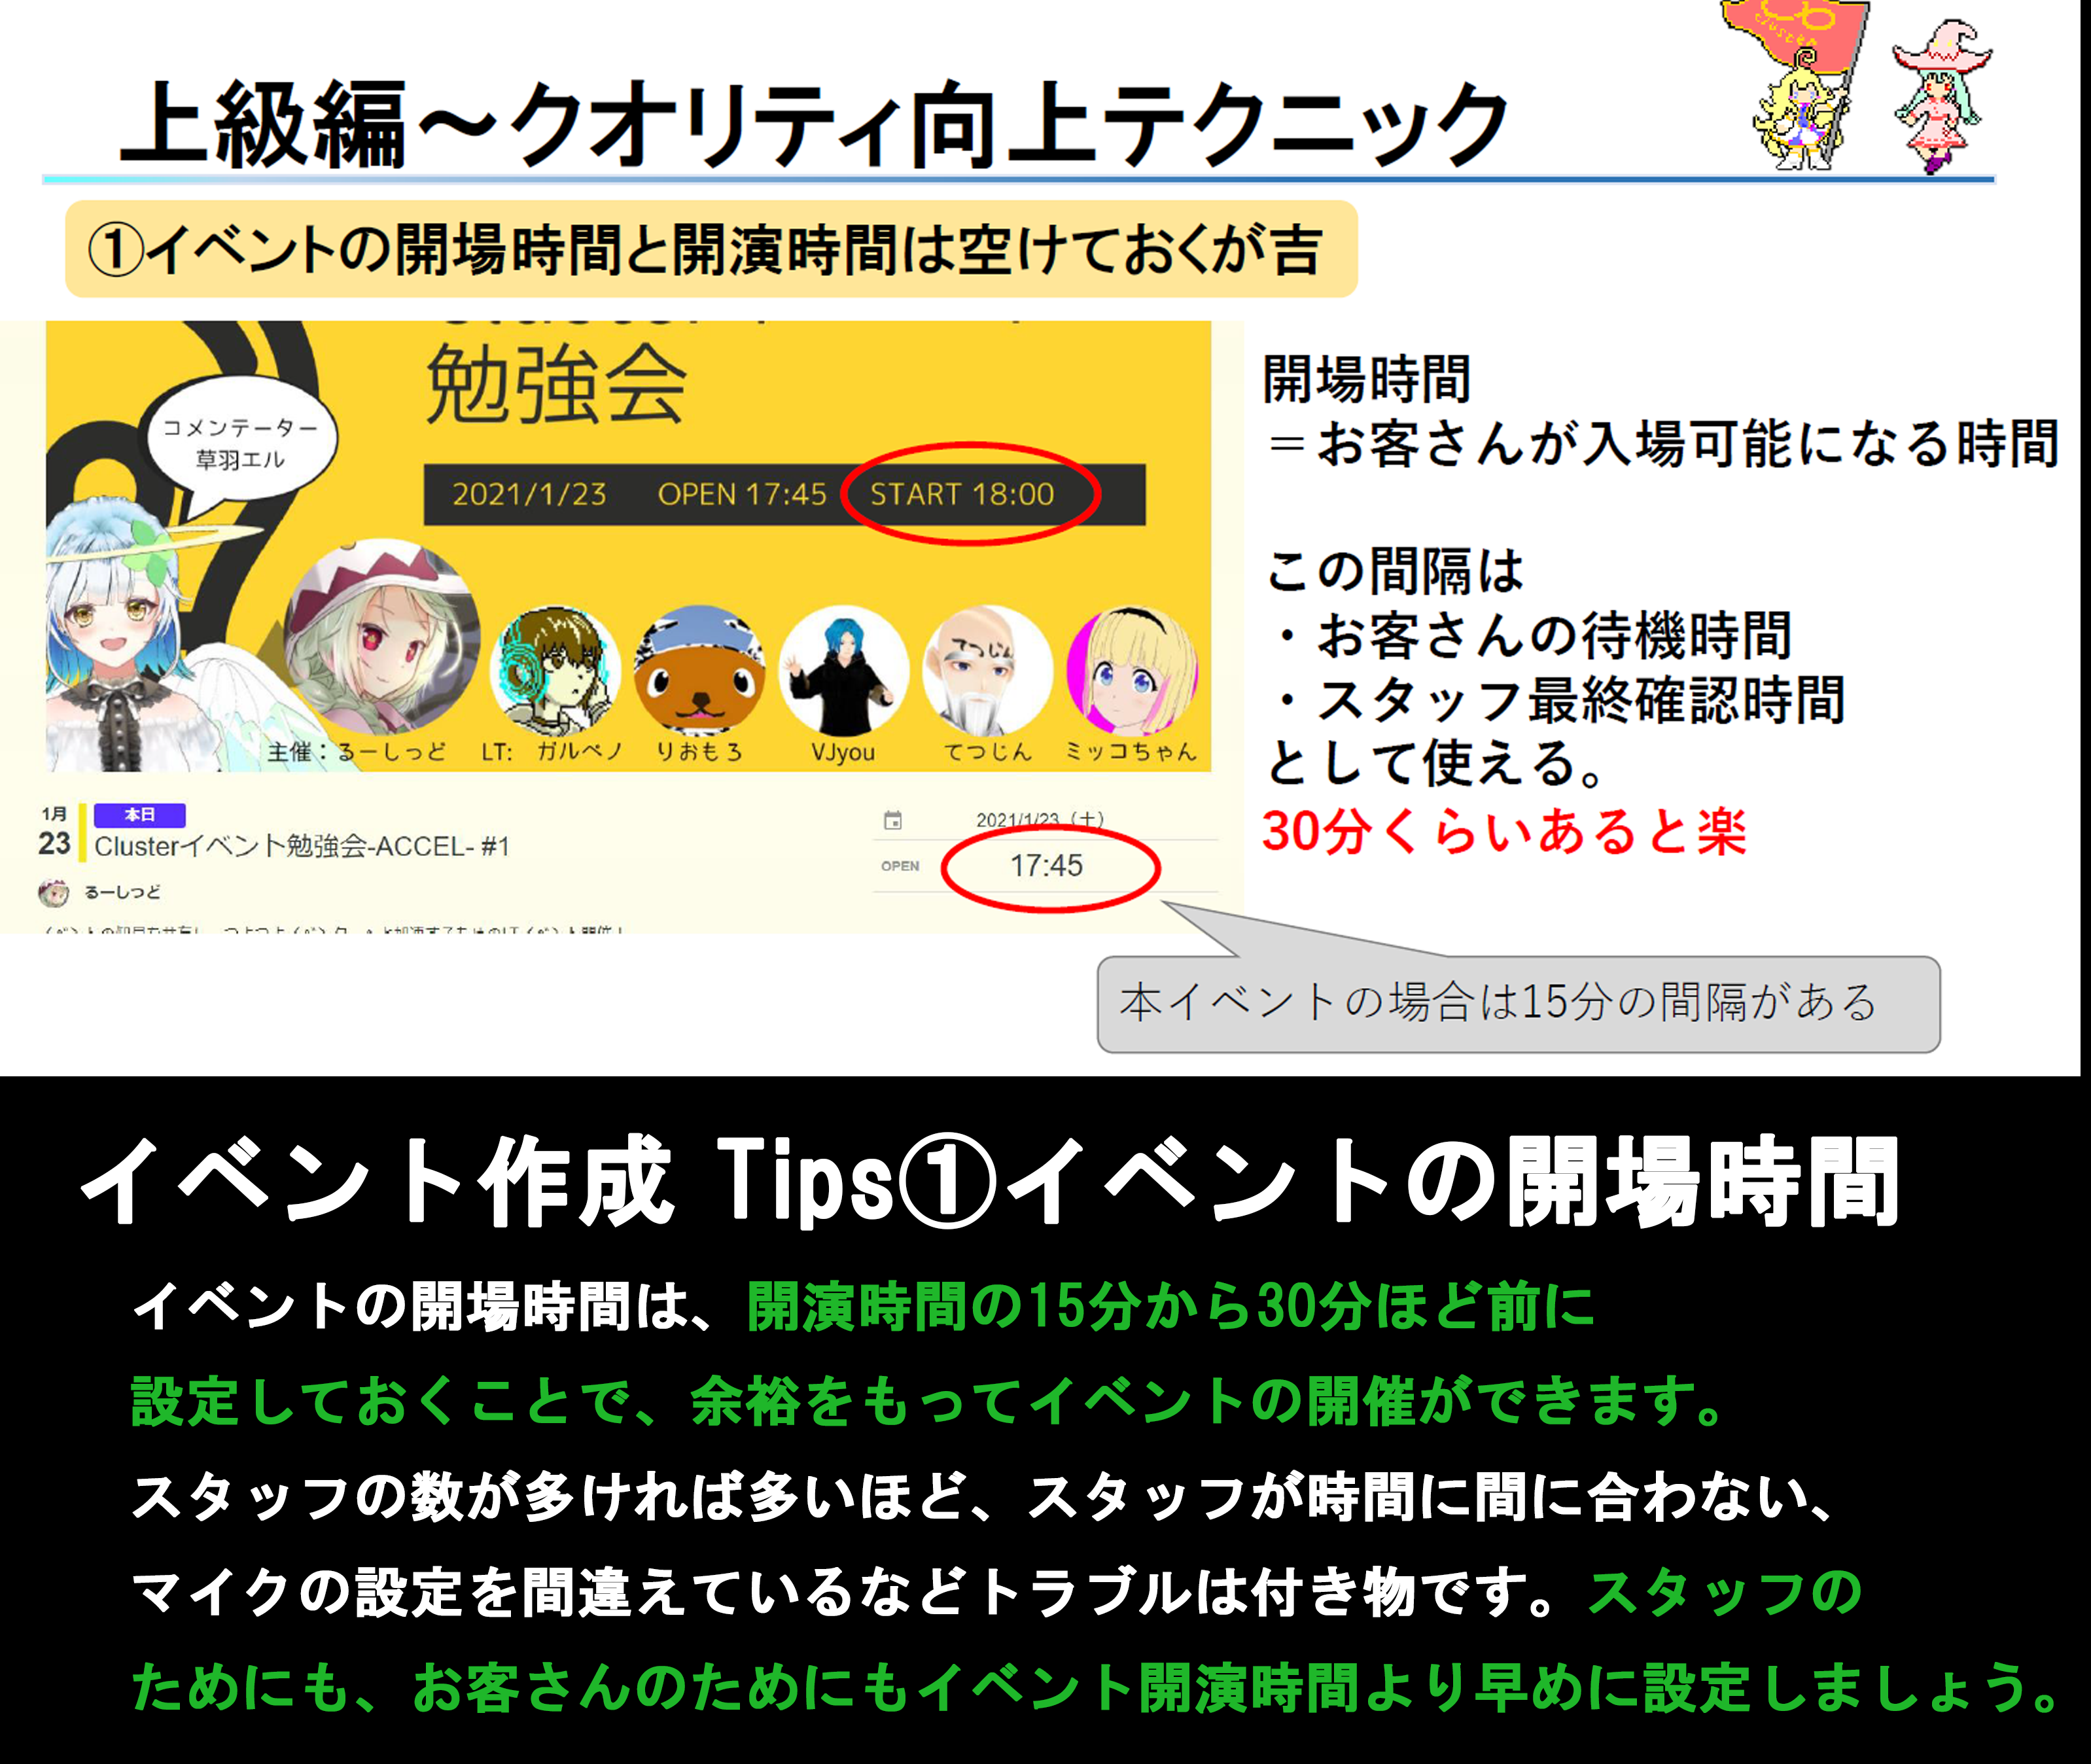 上級編～クオリティ向上テクニック
①イベントの開場時間と開演時間は空けておくが吉
勉強会
コメンテーター
草羽エル
2021/1/23 OPEN 17:45 START 18:00
主催：るーしっど LT: ガルペノ りおもろ VJyou てつじん ミッコちゃん
1月
23
本日
Clusterイベント勉強会-ACCEL- #1
るーしっど
2021/1/23（土）
OPEN 17:45
開場時間
＝お客さんが入場可能になる時間
この間隔は
・お客さんの待機時間
・スタッフ最終確認時間
として使える。
30分くらいあると楽
本イベントの場合は15分の間隔がある
イベント作成 Tips①イベントの開場時間
イベントの開場時間は、開演時間の15分から30分ほど前に
設定しておくことで、余裕をもってイベントの開催ができます。
スタッフの数が多ければ多いほど、スタッフが時間に間に合わない、
マイクの設定を間違えているなどトラブルは付き物です。スタッフの
ためにも、お客さんのためにもイベント開演時間より早めに設定しましょう。